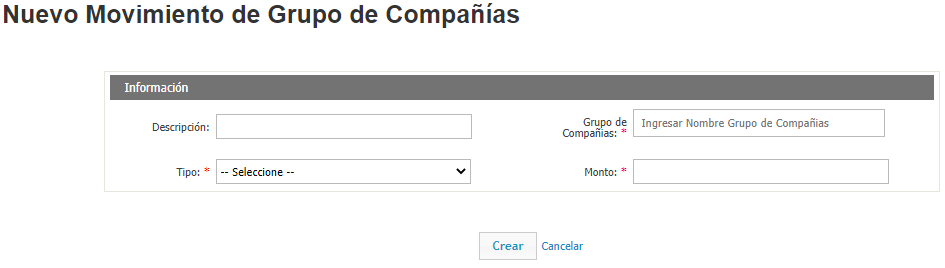 Nuevo Movimiento de Grupo de Compañías
Información
Descripción:
Grupo de
Compañias: * Ingresar Nombre Grupo de Compañias
Tipo: * -- Seleccione --
Monto: *
Crear Cancelar